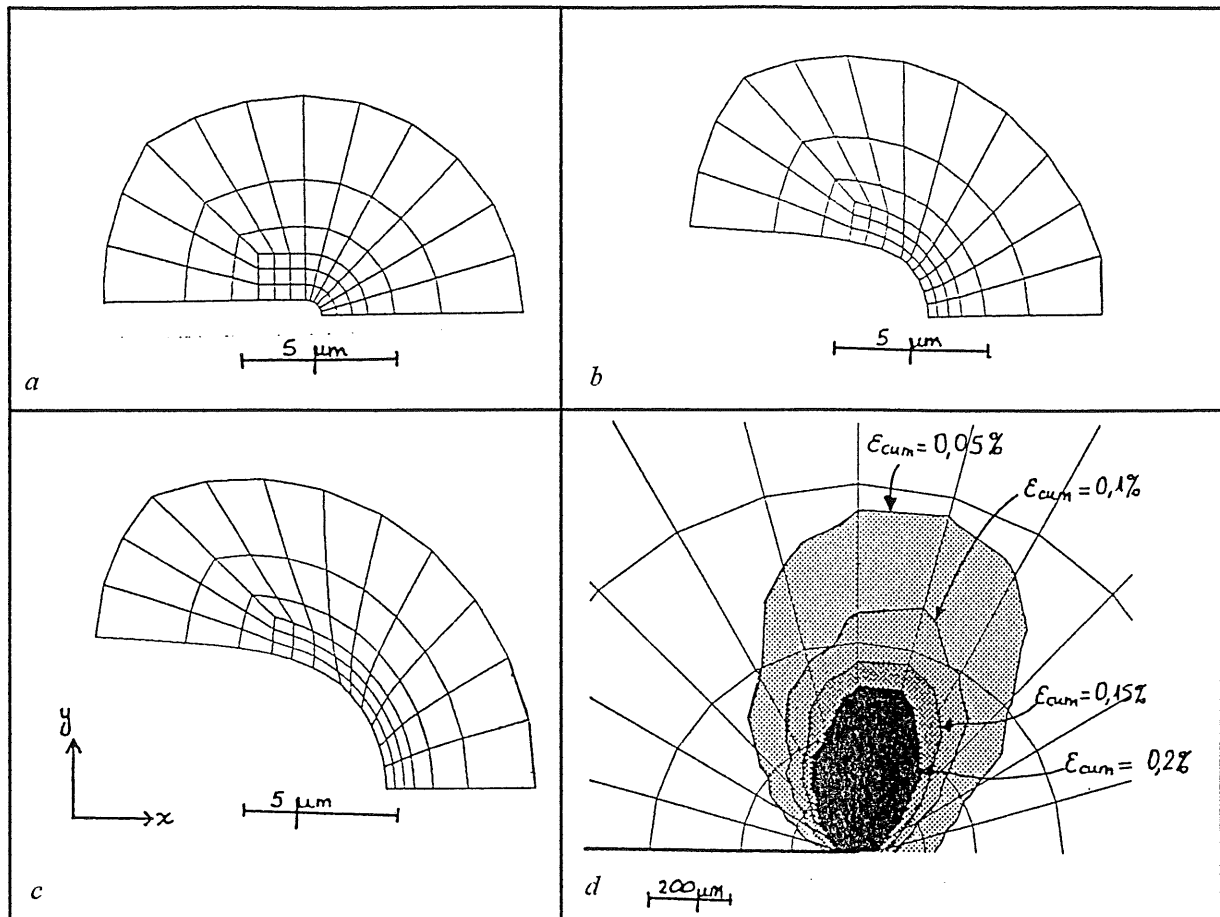 5 μm
a
5 μm
b
y
x
5 μm
c
εcum = 0,05%
εcum = 0,1%
εcum = 0,15%
εcum = 0,2%
200 μm
d